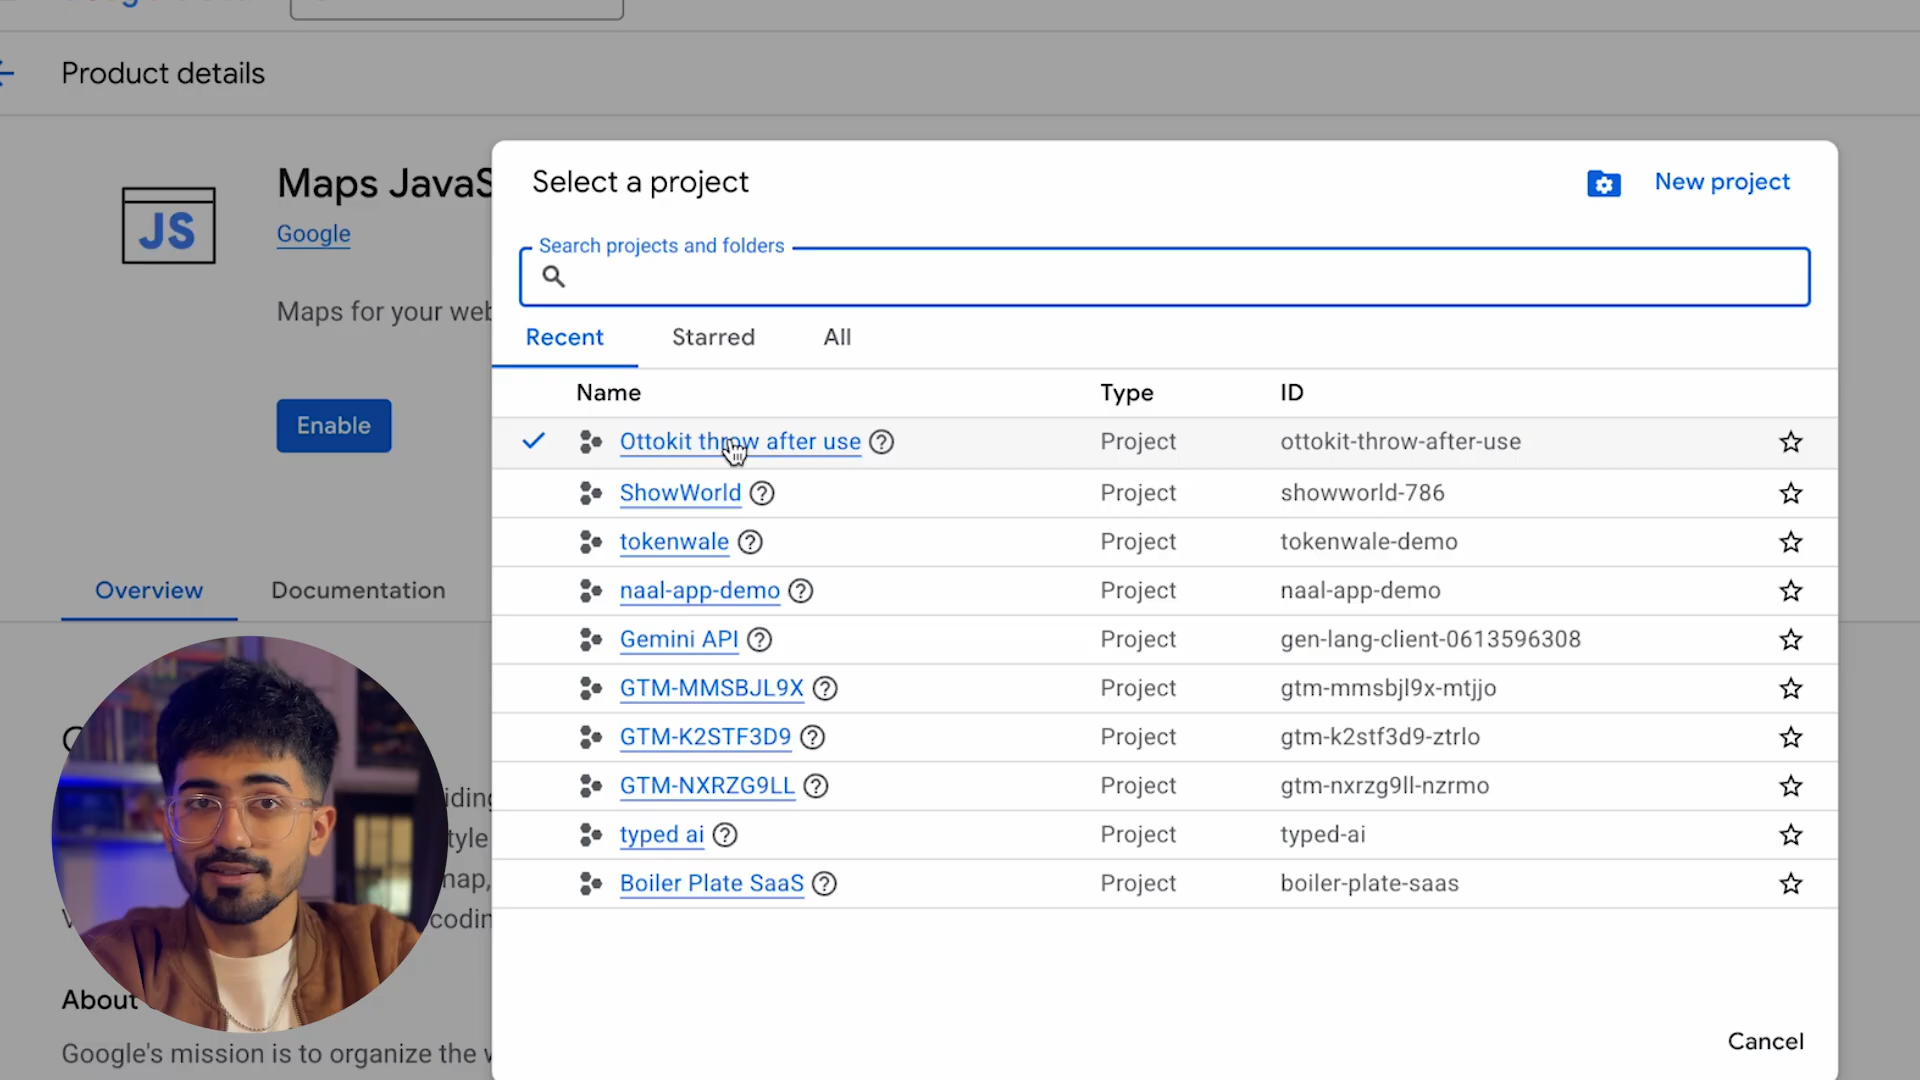 Product details
Maps JavaS
Google
JS
Maps for your web
Enable
Overview
Documentation
iding
tyle
map,
codin
About
Google's mission is to organize the w
Select a project
New project
Search projects and folders
Recent
Starred
All
Name
Type
ID
Ottokit throw after use
Project
ottokit-throw-after-use
ShowWorld
Project
showworld-786
tokenwale
Project
tokenwale-demo
naal-app-demo
Project
naal-app-demo
Gemini API
Project
gen-lang-client-0613596308
GTM-MMSBJL9X
Project
gtm-mmsbjl9x-mtjjo
GTM-K2STF3D9
Project
gtm-k2stf3d9-ztrlo
GTM-NXRZG9LL
Project
gtm-nxrzg9ll-nzrmo
typed ai
Project
typed-ai
Boiler Plate SaaS
Project
boiler-plate-saas
Cancel